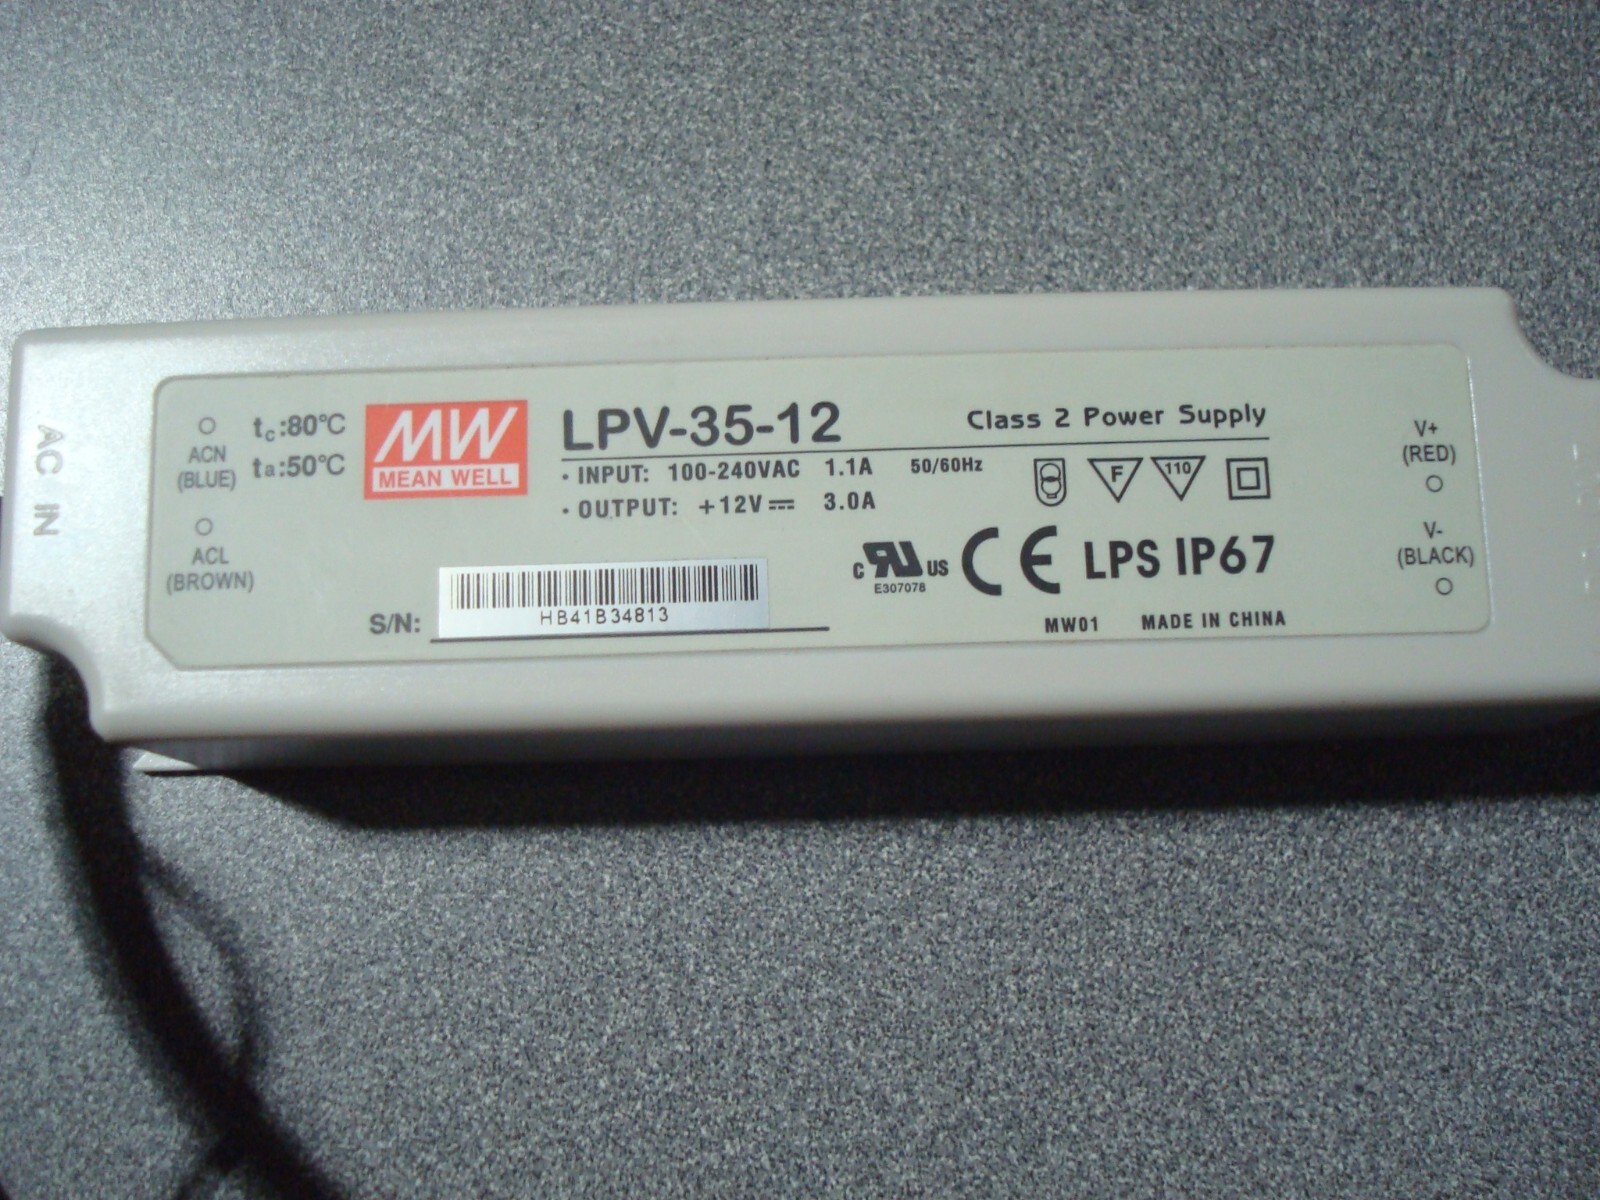 AC IN
ACN
(BLUE)
ACL
(BROWN)
tc:80°C
ta:50°C
MW
MEAN WELL
LPV-35-12
Class 2 Power Supply
· INPUT: 100-240VAC 1.1A 50/60Hz
· OUTPUT: +12V⎓ 3.0A
F
110
c RU US
E307078
CE LPS IP67
S/N:
HB41B34813
MW01 MADE IN CHINA
V+
(RED)
V-
(BLACK)